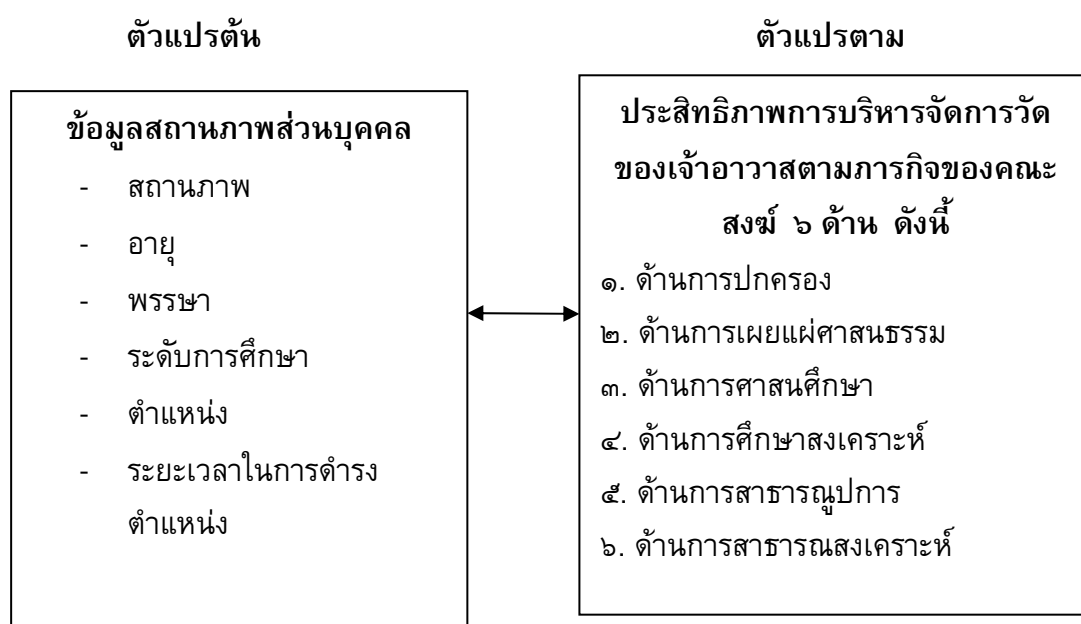 ตัวแปรต้น
ตัวแปรตาม
ข้อมูลสถานภาพส่วนบุคคล
- สถานภาพ
- อายุ
- พรรษา
- ระดับการศึกษา
- ตำแหน่ง
- ระยะเวลาในการดำรง
ตำแหน่ง
ประสิทธิภาพการบริหารจัดการวัด
ของเจ้าอาวาสตามภารกิจของคณะ
สงฆ์ ๖ ด้าน ดังนี้
๑. ด้านการปกครอง
๒. ด้านการเผยแผ่ศาสนธรรม
๓. ด้านการศาสนศึกษา
๔. ด้านการศึกษาสงเคราะห์
๕. ด้านการสาธารณูปการ
๖. ด้านการสาธารณสงเคราะห์